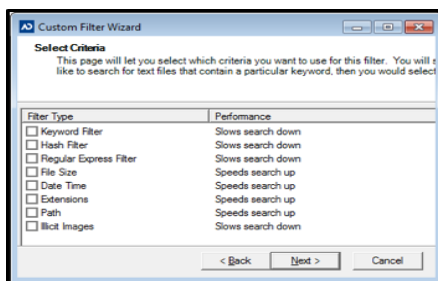 Custom Filter Wizard
Select Criteria
This page will let you select which criteria you want to use for this filter. You will
like to search for text files that contain a particular keyword, then you would select
Filter Type Performance
Keyword Filter Slows search down
Hash Filter Slows search down
Regular Express Filter Slows search down
File Size Speeds search up
Date Time Speeds search up
Extensions Speeds search up
Path Speeds search up
Illicit Images Slows search down
< Back Next > Cancel